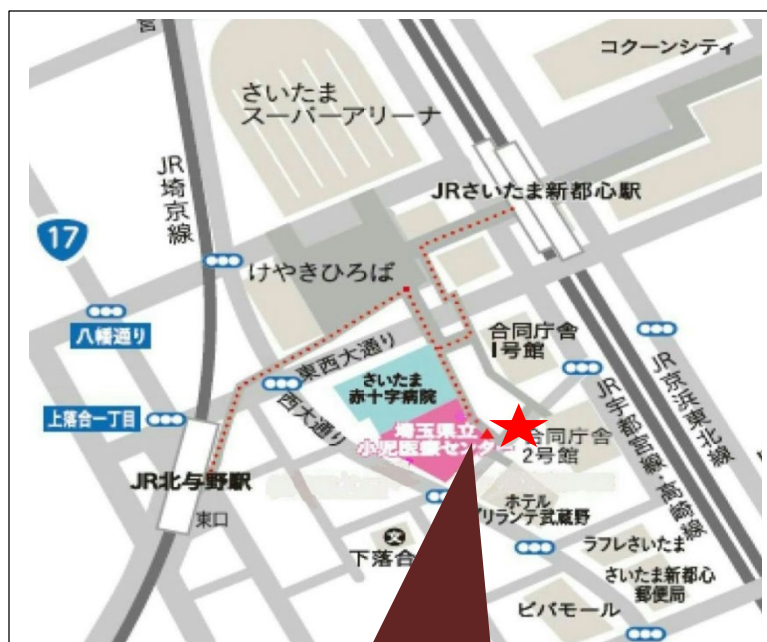 コクーンシティ
さいたま
スーパーアリーナ
JR埼京線
JRさいたま新都心駅
17
けやきひろば
八幡通り
合同庁舎
1号館
東西大通り
さいたま
赤十字病院
西大通り
JR京浜東北線
JR宇都宮線・高崎線
上落合一丁目
埼玉県立
小児医療センター
合同庁舎
2号館
JR北与野駅
東口
ホテル
ブリランテ武蔵野
文
下落合
ラフレさいたま
さいたま新都心
郵便局
ビバモール